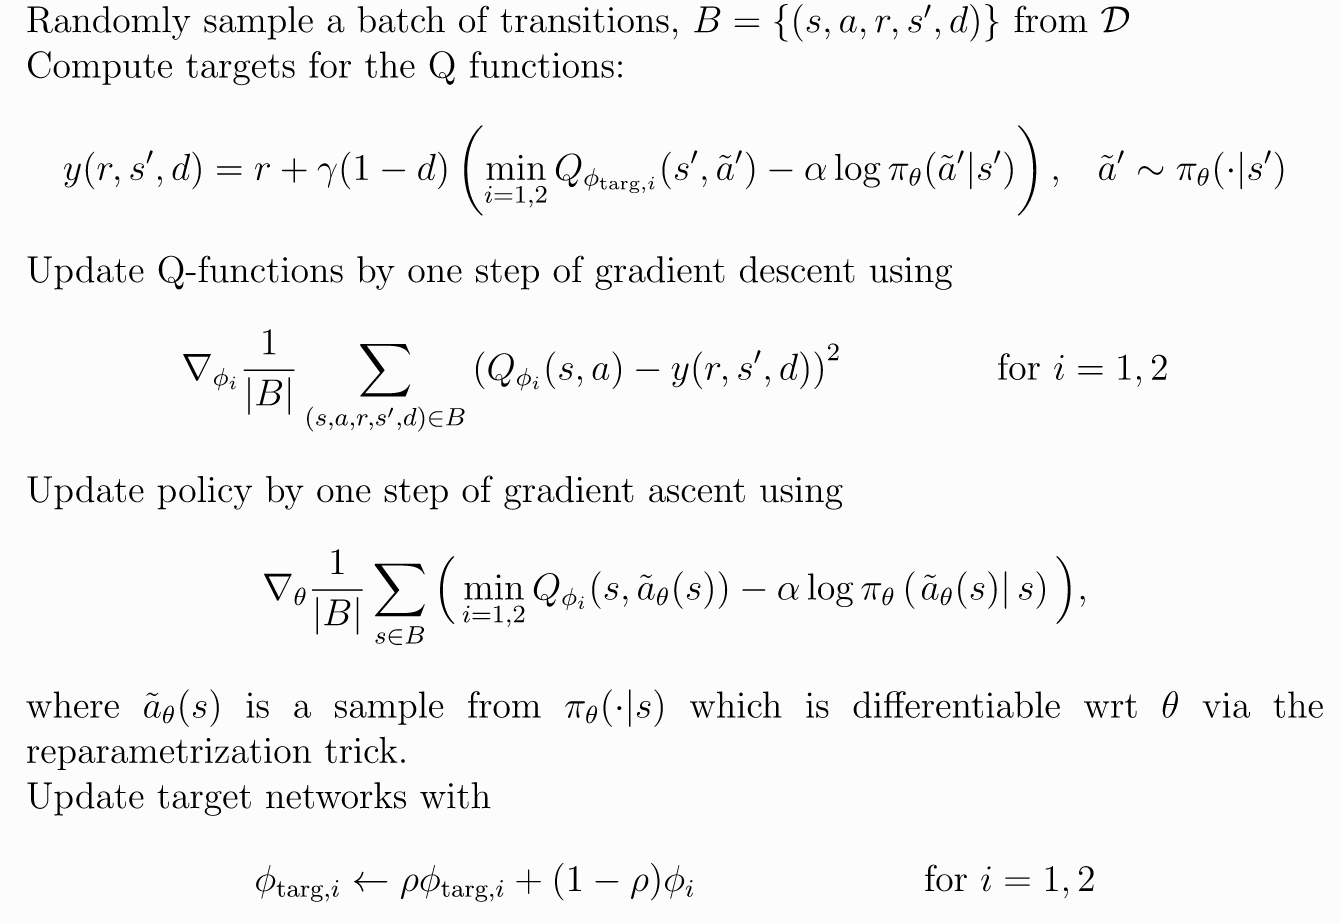 Randomly sample a batch of transitions, $B = \{(s, a, r, s', d)\}$ from $\mathcal{D}$
Compute targets for the Q functions:
$y(r, s', d) = r + \gamma(1 - d) \left( \min_{i=1,2} Q_{\phi_{\text{targ},i}}(s', \tilde{a}') - \alpha \log \pi_\theta(\tilde{a}'|s') \right), \quad \tilde{a}' \sim \pi_\theta(\cdot|s')$
Update Q-functions by one step of gradient descent using
$\nabla_{\phi_i} \frac{1}{|B|} \sum_{(s,a,r,s',d) \in B} \left( Q_{\phi_i}(s, a) - y(r, s', d) \right)^2 \quad \text{for } i = 1, 2$
Update policy by one step of gradient ascent using
$\nabla_\theta \frac{1}{|B|} \sum_{s \in B} \left( \min_{i=1,2} Q_{\phi_i}(s, \tilde{a}_\theta(s)) - \alpha \log \pi_\theta \left( \tilde{a}_\theta(s) | s \right) \right),$
where $\tilde{a}_\theta(s)$ is a sample from $\pi_\theta(\cdot|s)$ which is differentiable wrt $\theta$ via the
reparametrization trick.
Update target networks with
$\phi_{\text{targ},i} \leftarrow \rho \phi_{\text{targ},i} + (1 - \rho) \phi_i \quad \text{for } i = 1, 2$